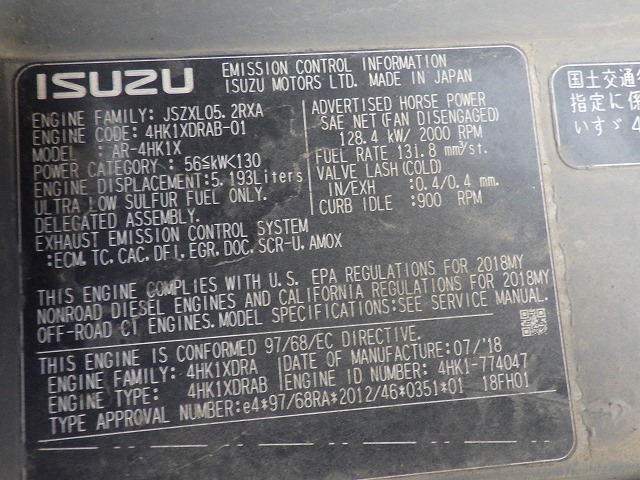 ISUZU
EMISSION CONTROL INFORMATION
ISUZU MOTORS LTD. MADE IN JAPAN
ENGINE FAMILY: JSZXL05.2RXA
ENGINE CODE: 4HK1XDRAB-01
MODEL : AR-4HK1X
POWER CATEGORY : 56≦kW<130
ENGINE DISPLACEMENT:5.193Liters
ULTRA LOW SULFUR FUEL ONLY.
DELEGATED ASSEMBLY.
EXHAUST EMISSION CONTROL SYSTEM
:ECM, TC, CAC, DFI, EGR, DOC, SCR-U, AMOX
ADVERTISED HORSE POWER
SAE NET(FAN DISENGAGED)
128.4 kW/ 2000 RPM
FUEL RATE 131.8 mm³/st.
VALVE LASH(COLD)
IN/EXH :0.4/0.4 mm.
CURB IDLE :900 RPM
THIS ENGINE COMPLIES WITH U.S. EPA REGULATIONS FOR 2018MY
NONROAD DIESEL ENGINES AND CALIFORNIA REGULATIONS FOR 2018MY
OFF-ROAD CI ENGINES. MODEL SPECIFICATIONS:SEE SERVICE MANUAL.
THIS ENGINE IS CONFORMED 97/68/EC DIRECTIVE.
ENGINE FAMILY: 4HK1XDRA DATE OF MANUFACTURE:07/'18
ENGINE TYPE: 4HK1XDRAB ENGINE ID NUMBER: 4HK1-774047
TYPE APPROVAL NUMBER:e4*97/68RA*2012/46*0351*01 18FH01
国土交通
指定に係
いすゞ4